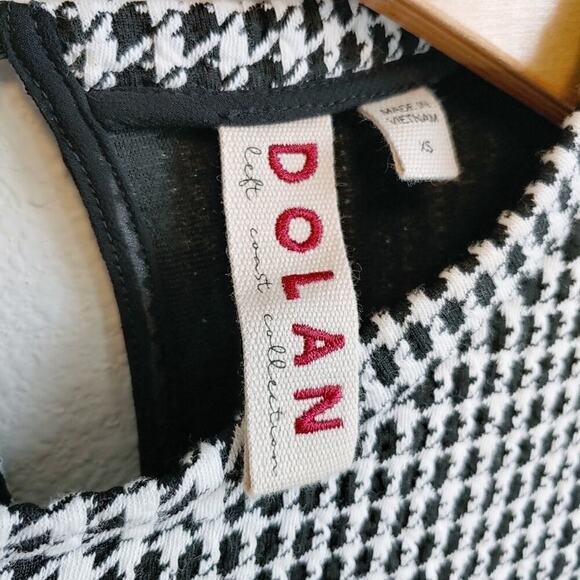 DOLAN
left coast collection
MADE IN
VIETNAM
XS